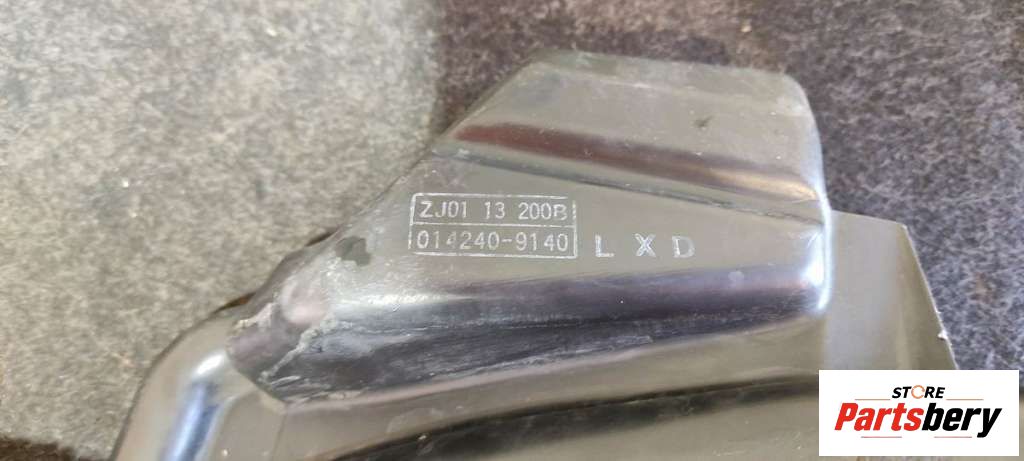 ZJ01 13 200B
014240-9140
L X D
STORE
Partsbery